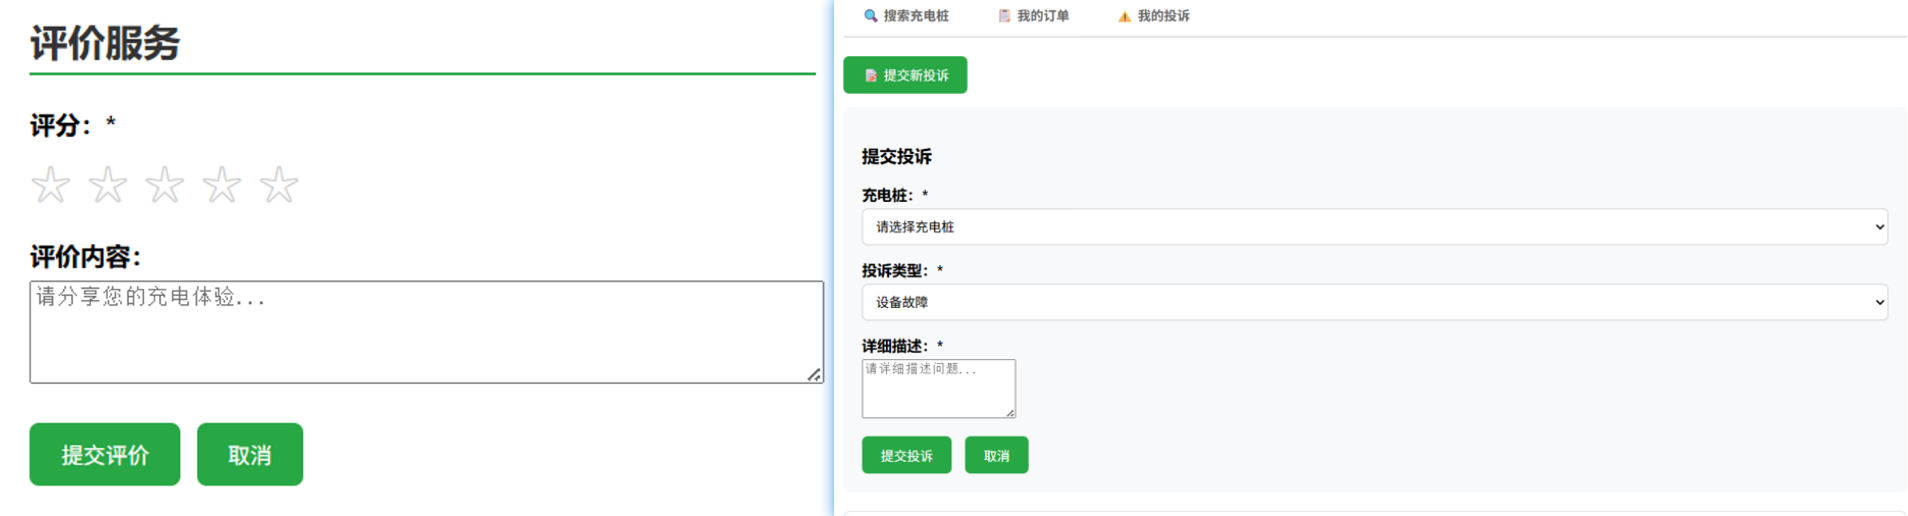 评价服务
评分：*
评价内容：
请分享您的充电体验...
提交评价 取消
搜索充电桩 我的订单 我的投诉
提交新投诉
提交投诉
充电桩：*
请选择充电桩
投诉类型：*
设备故障
详细描述：*
请详细描述问题...
提交投诉 取消